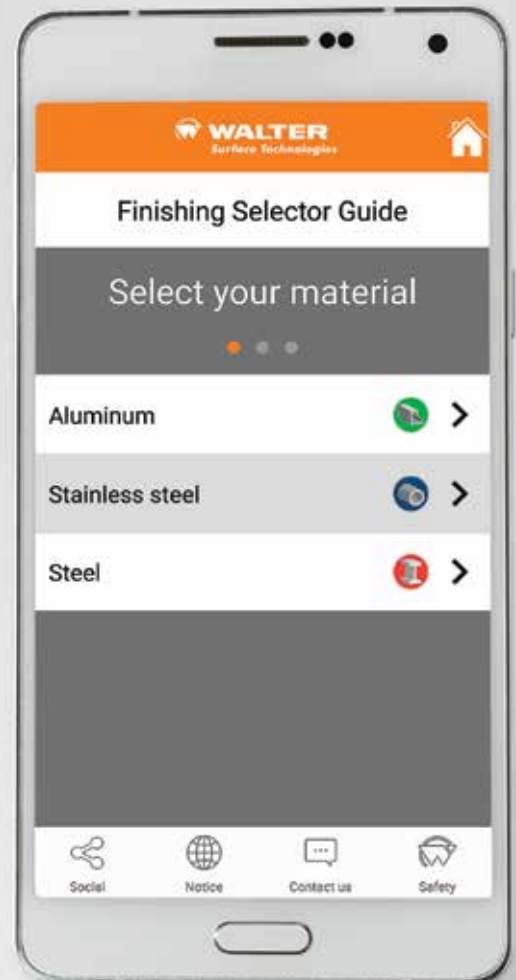 WALTER
Surface Technologies
Finishing Selector Guide
Select your material
Aluminum
Stainless steel
Steel
Social
Notice
Contact us
Safety